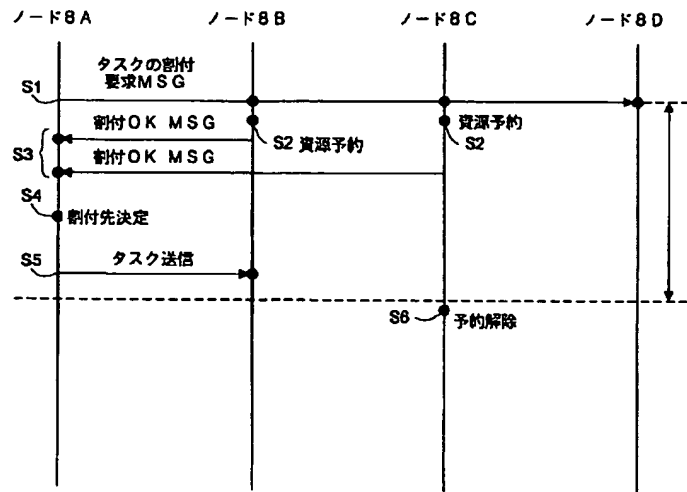 ノード8A
ノード8B
ノード8C
ノード8D
タスクの割付
要求MSG
S1
割付OK MSG
S2 資源予約
資源予約
S2
S3
割付OK MSG
S4
割付先決定
S5
タスク送信
S6
予約解除